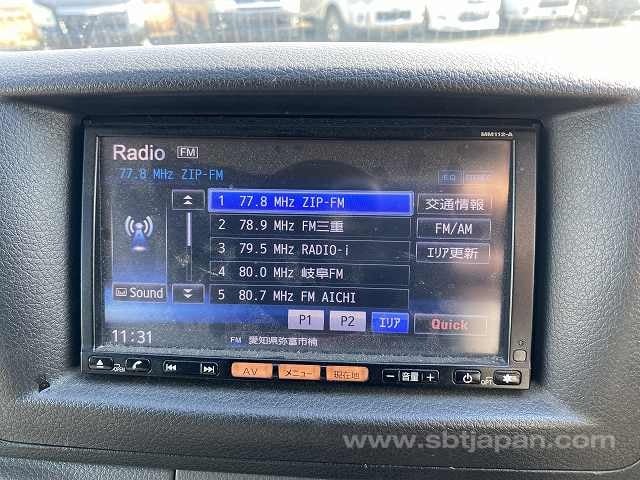 MM112-A
Radio FM
77.8 MHz ZIP-FM
EQ
1 77.8 MHz ZIP-FM
交通情報
2 78.9 MHz FM三重
FM/AM
3 79.5 MHz RADIO-i
エリア更新
4 80.0 MHz 岐阜FM
Sound
5 80.7 MHz FM AICHI
P1 P2 エリア Quick
11:31
FM 愛知県弥富市楠
OPEN
AV メニュー 現在地
- 音量 +
www.sbtjapan.com